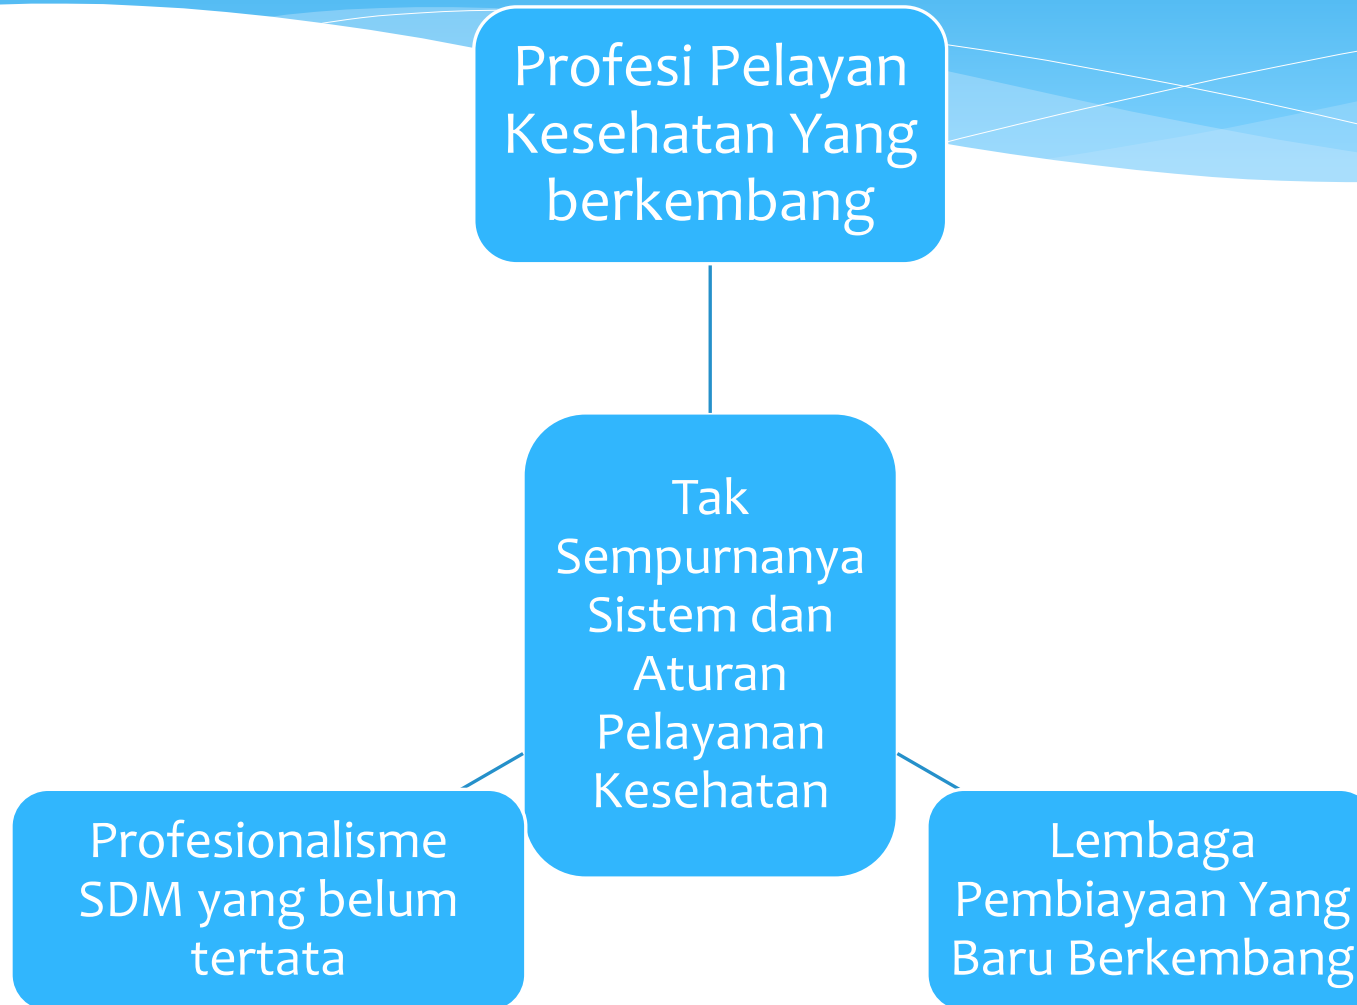 Profesi Pelayan
Kesehatan Yang
berkembang
Tak
Sempurnanya
Sistem dan
Aturan
Pelayanan
Kesehatan
Profesionalisme
SDM yang belum
tertata
Lembaga
Pembiayaan Yang
Baru Berkembang